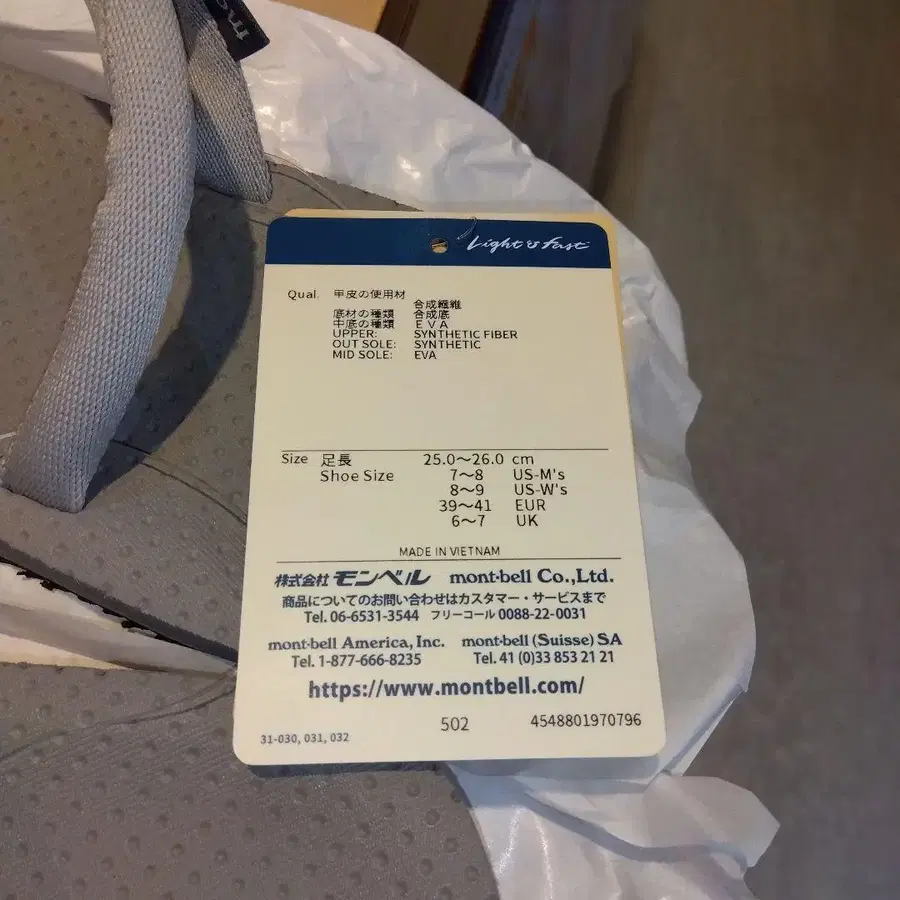 Light & Fast
Qual. 甲皮の使用材
合成繊維
底材の種類 合成底
中底の種類 ＥＶＡ
UPPER: SYNTHETIC FIBER
OUT SOLE: SYNTHETIC
MID SOLE: EVA
Size 足長 25.0〜26.0 cm
Shoe Size 7〜8 US-M's
8〜9 US-W's
39〜41 EUR
6〜7 UK
MADE IN VIETNAM
株式会社モンベル mont-bell Co.,Ltd.
商品についてのお問い合わせはカスタマー・サービスまで
Tel. 06-6531-3544 フリーコール 0088-22-0031
mont-bell America, Inc. mont-bell (Suisse) SA
Tel. 1-877-666-8235 Tel. 41 (0)33 853 21 21
https://www.montbell.com/
31-030, 031, 032 502 4548801970796